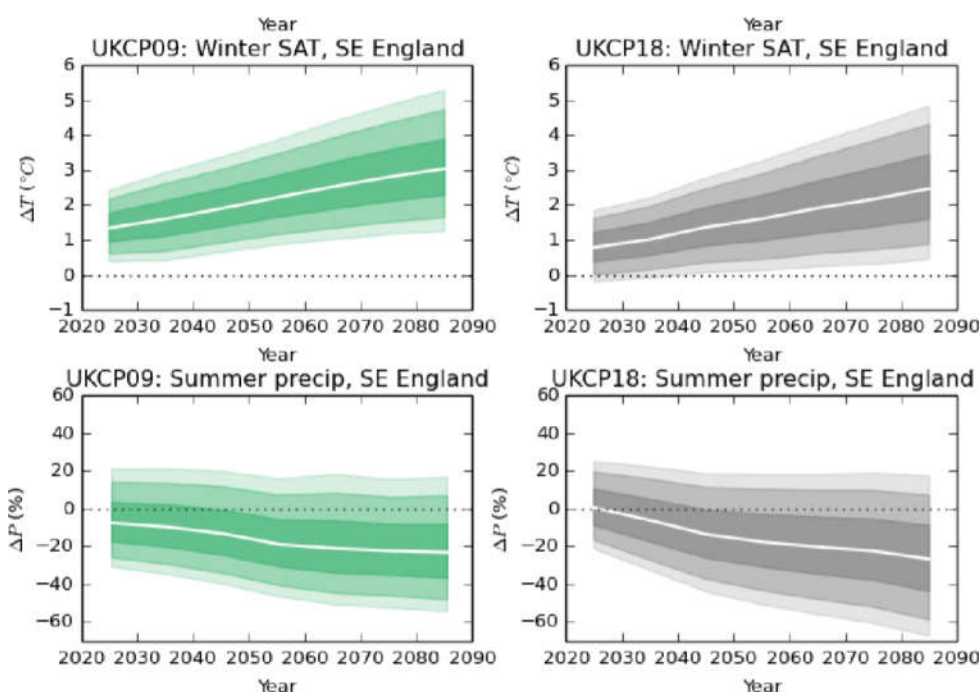 Year Year
UKCP09: Winter SAT, SE England UKCP18: Winter SAT, SE England
6 6
5 5
4 4
3 3
2 2
1 1
0 0
−1 −1
ΔT (°C) ΔT (°C)
2020 2030 2040 2050 2060 2070 2080 2090 2020 2030 2040 2050 2060 2070 2080 2090
Year Year
UKCP09: Summer precip, SE England UKCP18: Summer precip, SE England
60 60
40 40
20 20
0 0
−20 −20
−40 −40
−60 −60
ΔP (%) ΔP (%)
2020 2030 2040 2050 2060 2070 2080 2090 2020 2030 2040 2050 2060 2070 2080 2090
Year Year